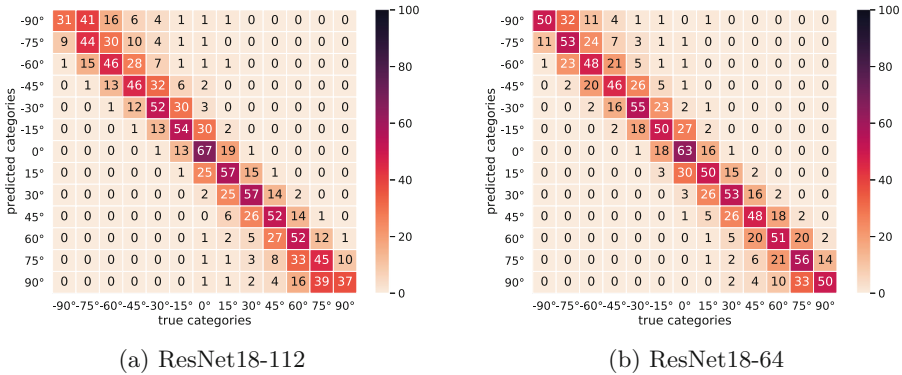 -90° 31 41 16 6 4 1 1 0 0 0 0 0 0
-75° 9 44 30 10 4 1 1 0 0 0 0 0 0
-60° 1 15 46 28 7 1 1 0 0 0 0 0 0
-45° 0 1 13 46 32 6 2 0 0 0 0 0 0
-30° 0 0 1 12 52 30 3 0 0 0 0 0 0
-15° 0 0 0 1 13 54 30 2 0 0 0 0 0
0° 0 0 0 0 1 13 67 19 1 0 0 0 0
15° 0 0 0 0 0 1 25 57 15 1 0 0 0
30° 0 0 0 0 0 0 2 25 57 14 2 0 0
45° 0 0 0 0 0 0 0 6 26 52 14 1 0
60° 0 0 0 0 0 0 1 2 5 27 52 12 1
75° 0 0 0 0 0 0 1 1 3 8 33 45 10
90° 0 0 0 0 0 0 1 1 2 4 16 39 37
-90° -75° -60° -45° -30° -15° 0° 15° 30° 45° 60° 75° 90°
true categories
predicted categories
100
80
60
40
20
0
(a) ResNet18-112
-90° 50 32 11 4 1 1 0 0 0 0 0 0 0
-75° 11 53 24 7 3 1 1 0 0 0 0 0 0
-60° 1 23 48 21 5 1 1 0 0 0 0 0 0
-45° 0 2 20 46 26 5 1 0 0 0 0 0 0
-30° 0 0 2 16 55 23 2 1 0 0 0 0 0
-15° 0 0 0 2 18 50 27 2 0 0 0 0 0
0° 0 0 0 0 1 18 63 16 1 0 0 0 0
15° 0 0 0 0 0 3 30 50 15 2 0 0 0
30° 0 0 0 0 0 0 3 26 53 16 2 0 0
45° 0 0 0 0 0 0 1 5 26 48 18 2 0
60° 0 0 0 0 0 0 0 1 5 20 51 20 2
75° 0 0 0 0 0 0 0 1 2 6 21 56 14
90° 0 0 0 0 0 0 0 0 2 4 10 33 50
-90° -75° -60° -45° -30° -15° 0° 15° 30° 45° 60° 75° 90°
true categories
predicted categories
100
80
60
40
20
0
(b) ResNet18-64